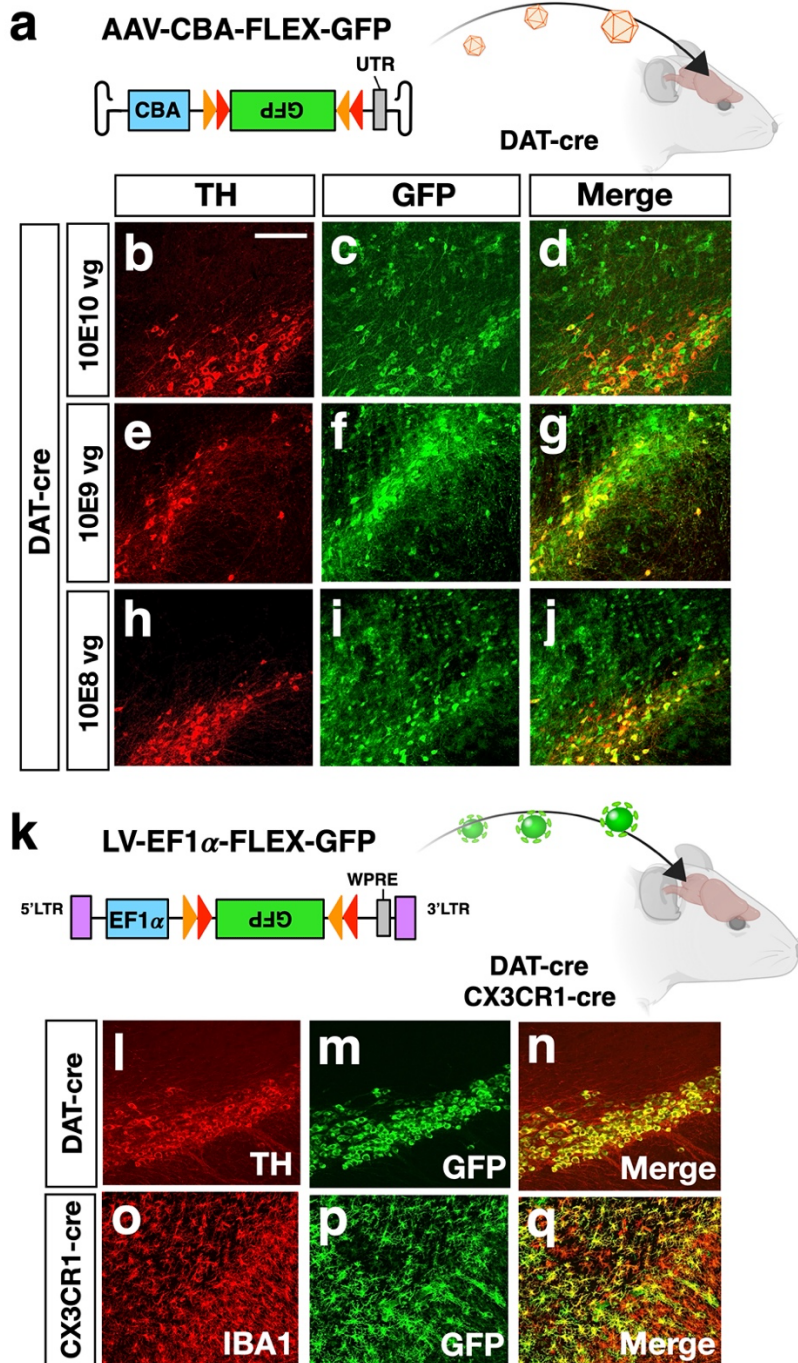 a
AAV-CBA-FLEX-GFP
UTR
CBA
GFP
DAT-cre
TH
GFP
Merge
DAT-cre
10E10 vg
b
c
d
10E9 vg
e
f
g
10E8 vg
h
i
j
k
LV-EF1α-FLEX-GFP
WPRE
5'LTR
EF1α
GFP
3'LTR
DAT-cre
CX3CR1-cre
DAT-cre
l
TH
m
GFP
n
Merge
CX3CR1-cre
o
IBA1
p
GFP
q
Merge